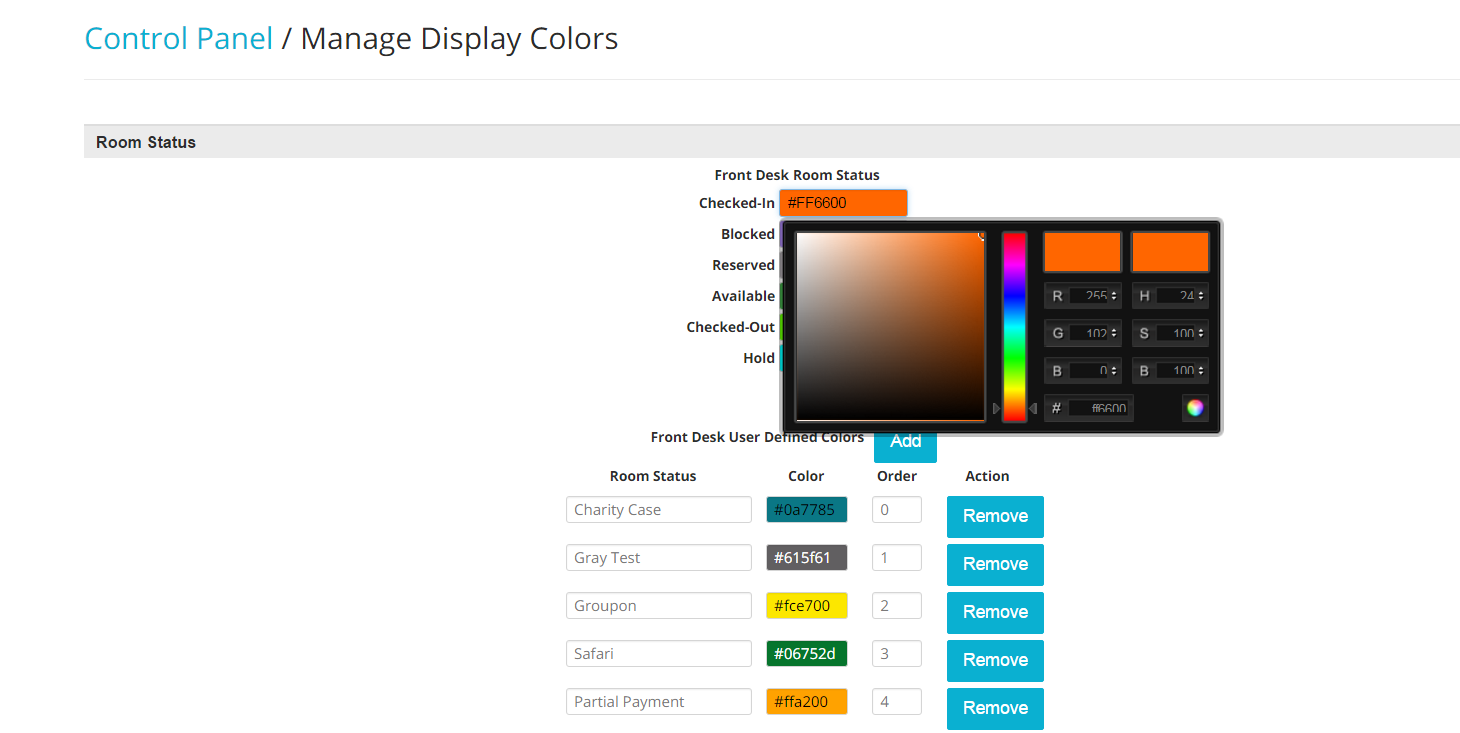 Control Panel / Manage Display Colors
Room Status
Front Desk Room Status
Checked-In #FF6600
Blocked
Reserved
Available
Checked-Out
Hold
R 255 H 24
G 102 S 100
B 0 B 100
# ff6600
Front Desk User Defined Colors Add
Room Status Color Order Action
Charity Case #0a7785 0 Remove
Gray Test #615f61 1 Remove
Groupon #fce700 2 Remove
Safari #06752d 3 Remove
Partial Payment #ffa200 4 Remove